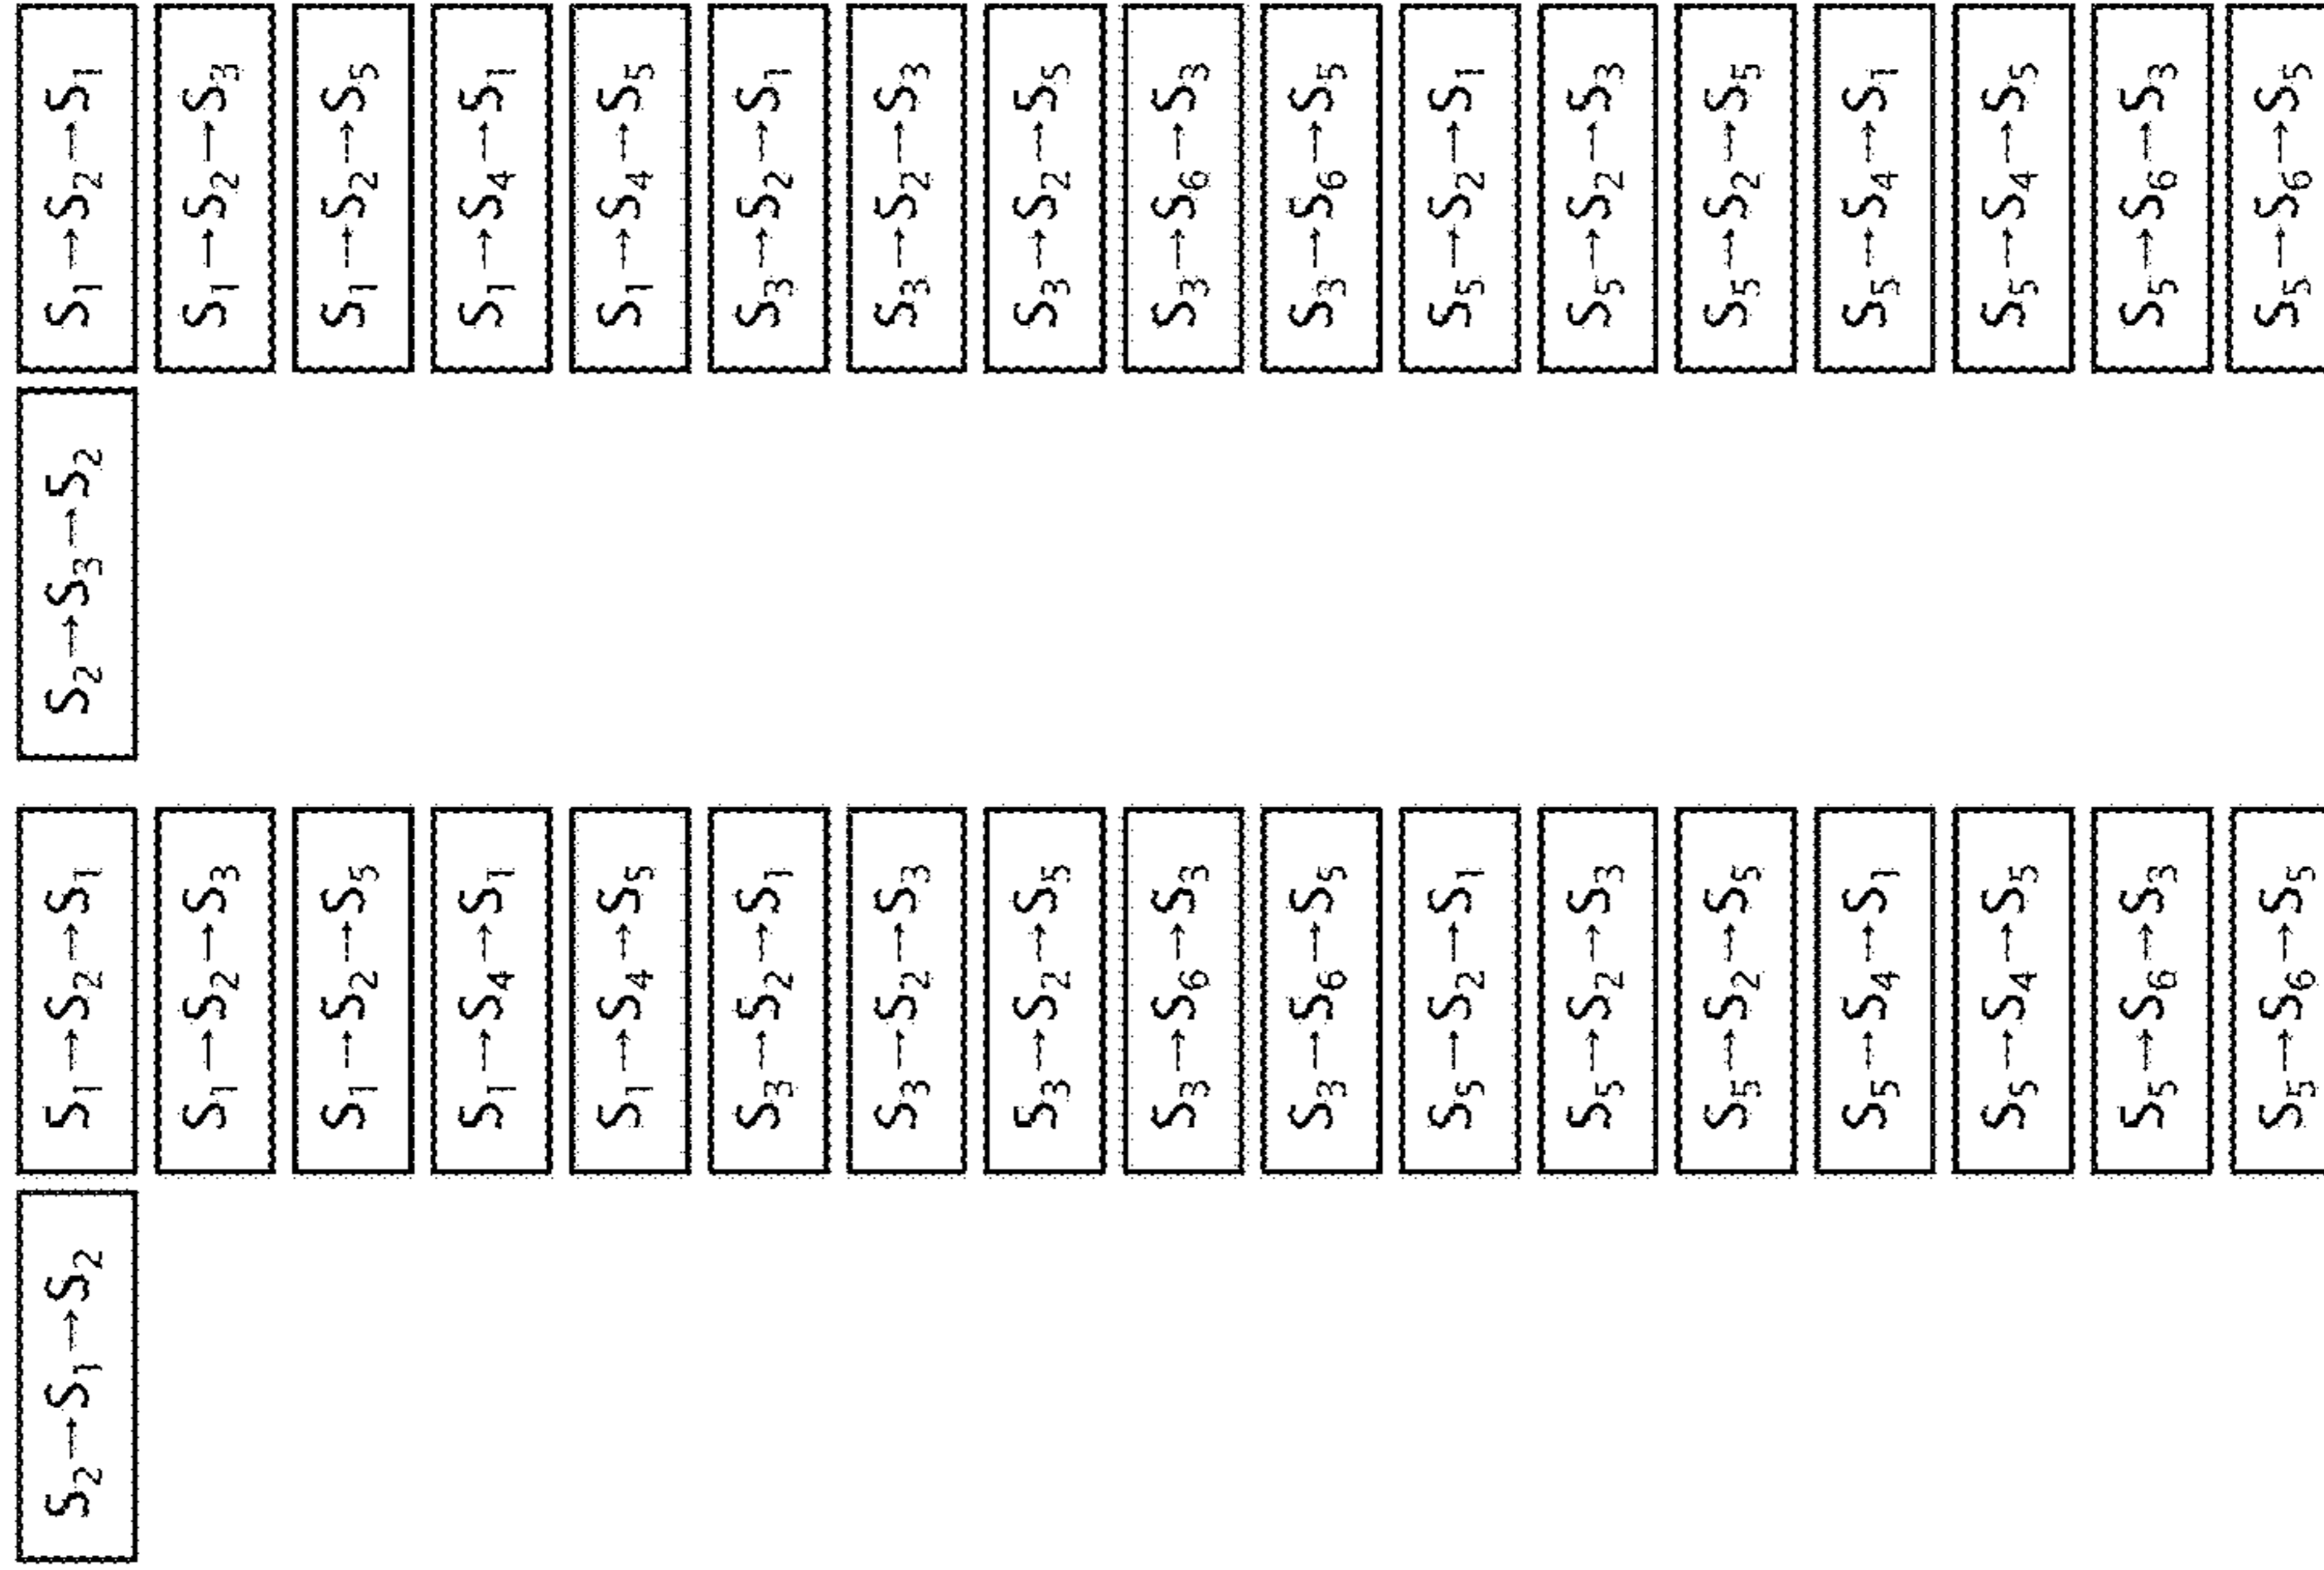 S₂→S₁→S₂ S₁→S₂→S₁ S₂→S₃→S₂ S₁→S₂→S₁
S₁→S₂→S₃ S₁→S₂→S₃
S₁→S₂→S₅ S₁→S₂→S₅
S₁→S₄→S₁ S₁→S₄→S₁
S₁→S₄→S₅ S₁→S₄→S₅
S₃→S₂→S₁ S₃→S₂→S₁
S₃→S₂→S₃ S₃→S₂→S₃
S₃→S₂→S₅ S₃→S₂→S₅
S₃→S₆→S₃ S₃→S₆→S₃
S₃→S₆→S₅ S₃→S₆→S₅
S₅→S₂→S₁ S₅→S₂→S₁
S₅→S₂→S₃ S₅→S₂→S₃
S₅→S₂→S₅ S₅→S₂→S₅
S₅→S₄→S₁ S₅→S₄→S₁
S₅→S₄→S₅ S₅→S₄→S₅
S₅→S₆→S₃ S₅→S₆→S₃
S₅→S₆→S₅ S₅→S₆→S₅